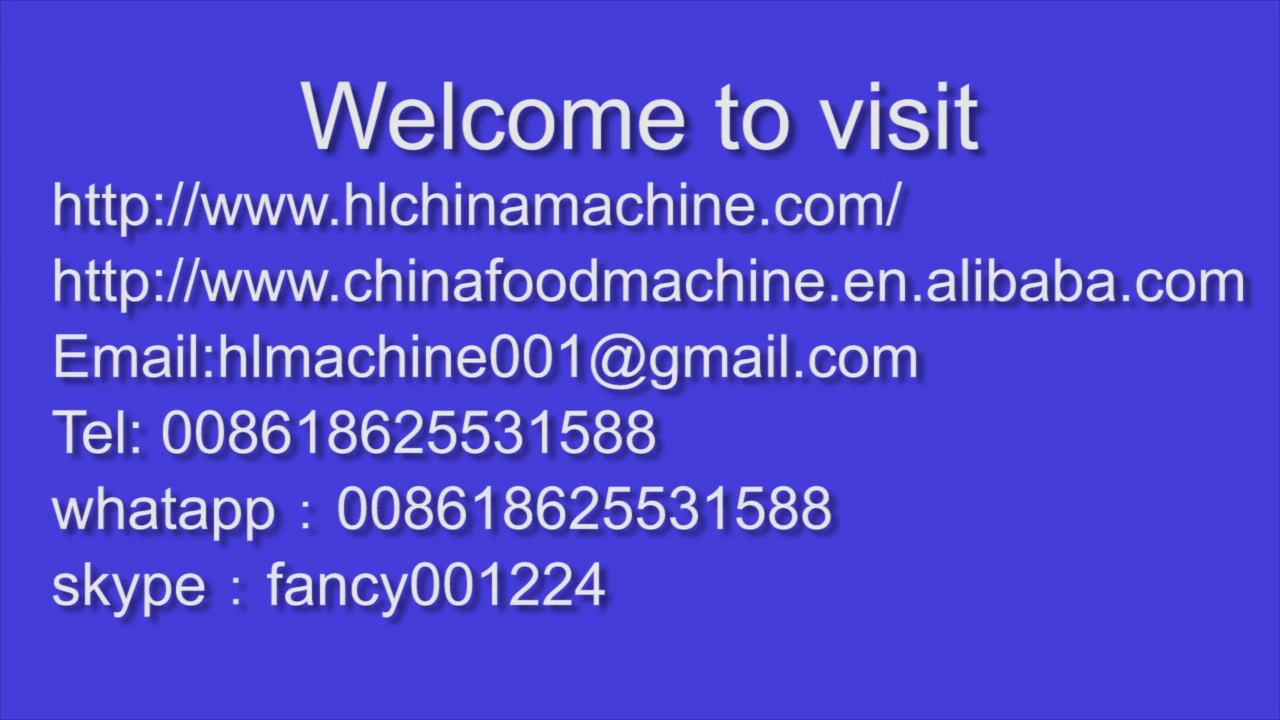 Welcome to visit
http://www.hlchinamachine.com/
http://www.chinafoodmachine.en.alibaba.com
Email:hlmachine001@gmail.com
Tel: 008618625531588
whatapp：008618625531588
skype：fancy001224